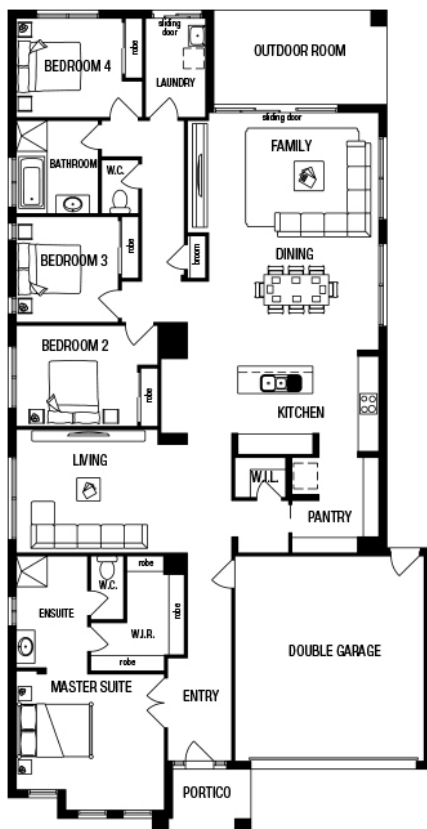 sliding door
robe
BEDROOM 4
LAUNDRY
OUTDOOR ROOM
sliding door
FAMILY
BATHROOM
W.C.
robe
BEDROOM 3
broom
DINING
BEDROOM 2
robe
KITCHEN
LIVING
W.I.L.
PANTRY
robe
W.C.
robe
ENSUITE
W.I.R.
robe
DOUBLE GARAGE
MASTER SUITE
ENTRY
PORTICO